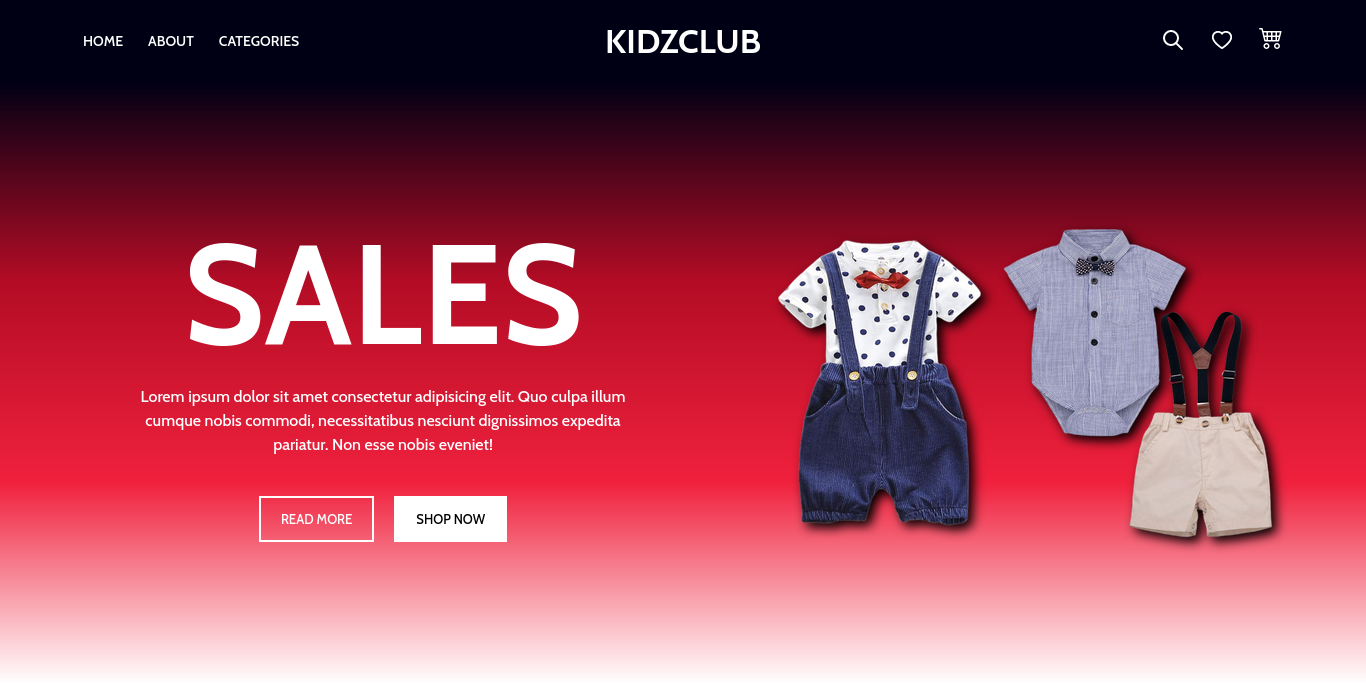 HOME ABOUT CATEGORIES
KIDZCLUB
SALES
Lorem ipsum dolor sit amet consectetur adipisicing elit. Quo culpa illum
cumque nobis commodi, necessitatibus nesciunt dignissimos expedita
pariatur. Non esse nobis eveniet!
READ MORE
SHOP NOW